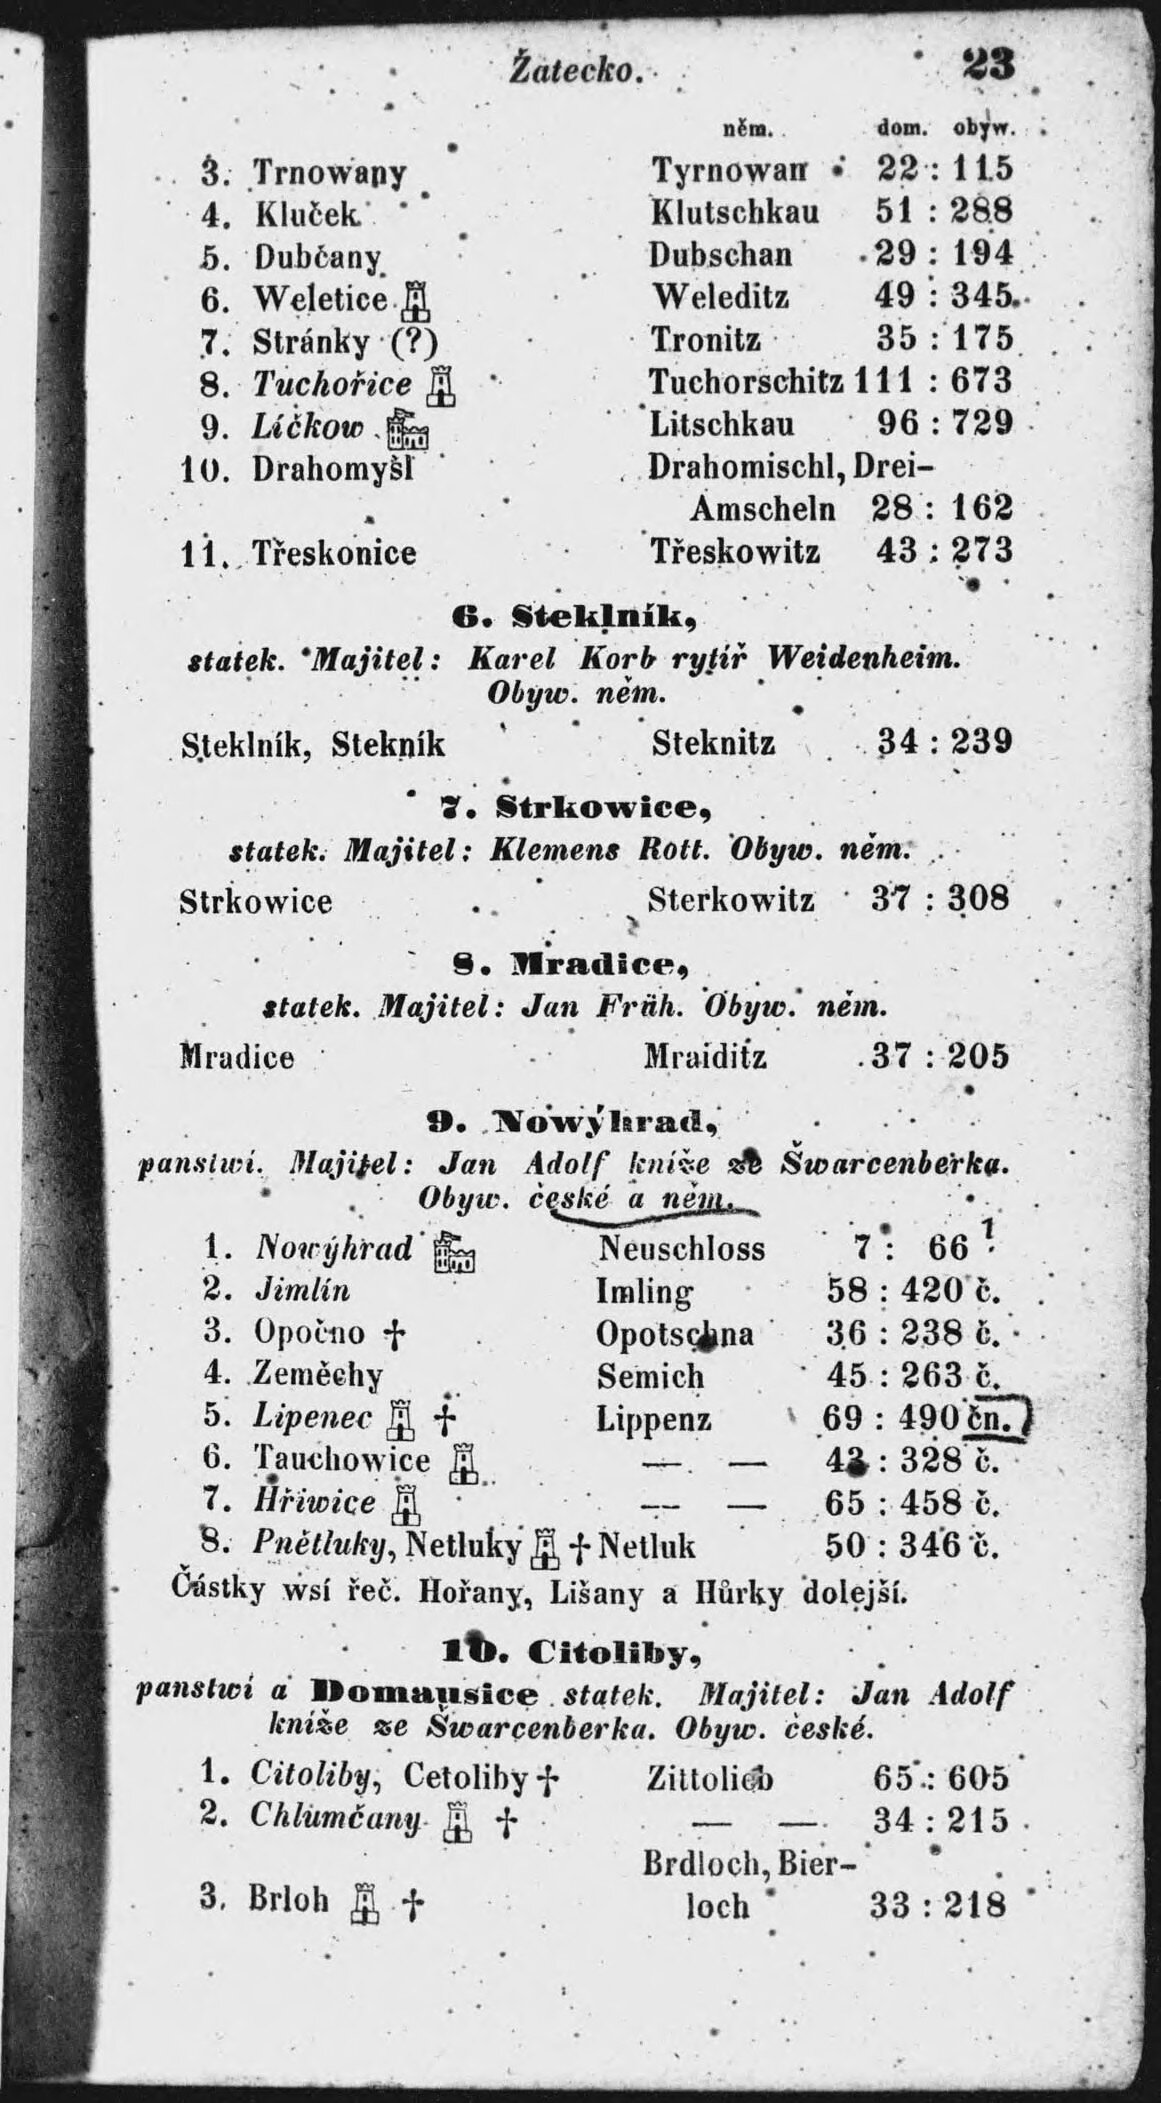 Žatecko. 23
něm. dom. obyw.
3. Trnowany Tyrnowan 22 : 115
4. Kluček Klutschkau 51 : 288
5. Dubčany Dubschan 29 : 194
6. Weletice Weleditz 49 : 345
7. Stránky (?) Tronitz 35 : 175
8. Tuchořice Tuchorschitz 111 : 673
9. Líčkow Litschkau 96 : 729
10. Drahomyšl Drahomischl, Drei-
Amscheln 28 : 162
11. Třeskonice Třeskowitz 43 : 273
6. Steklník,
statek. Majitel: Karel Korb rytíř Weidenheim.
Obyw. něm.
Steklník, Stekník Steknitz 34 : 239
7. Strkowice,
statek. Majitel: Klemens Rott. Obyw. něm.
Strkowice Sterkowitz 37 : 308
8. Mradice,
statek. Majitel: Jan Früh. Obyw. něm.
Mradice Mraiditz 37 : 205
9. Nowýhrad,
panstwí. Majitel: Jan Adolf kníže ze Šwarcenberka.
Obyw. české a něm.
1. Nowýhrad Neuschloss 7 : 66 ?
2. Jimlín Imling 58 : 420 č.
3. Opočno † Opotschna 36 : 238 č.
4. Zeměchy Semich 45 : 263 č.
5. Lipenec † Lippenz 69 : 490 čn.
6. Tauchowice — — 43 : 328 č.
7. Hřiwice — — 65 : 458 č.
8. Pnětluky, Netluky † Netluk 50 : 346 č.
Částky wsí řeč. Hořany, Lišany a Hůrky dolejší.
10. Citoliby,
panstwí a Domausice statek. Majitel: Jan Adolf
kníže ze Šwarcenberka. Obyw. české.
1. Citoliby, Cetoliby † Zittolieb 65 : 605
2. Chlumčany † — — 34 : 215
Brdloch, Bier-
3. Brloh † loch 33 : 218